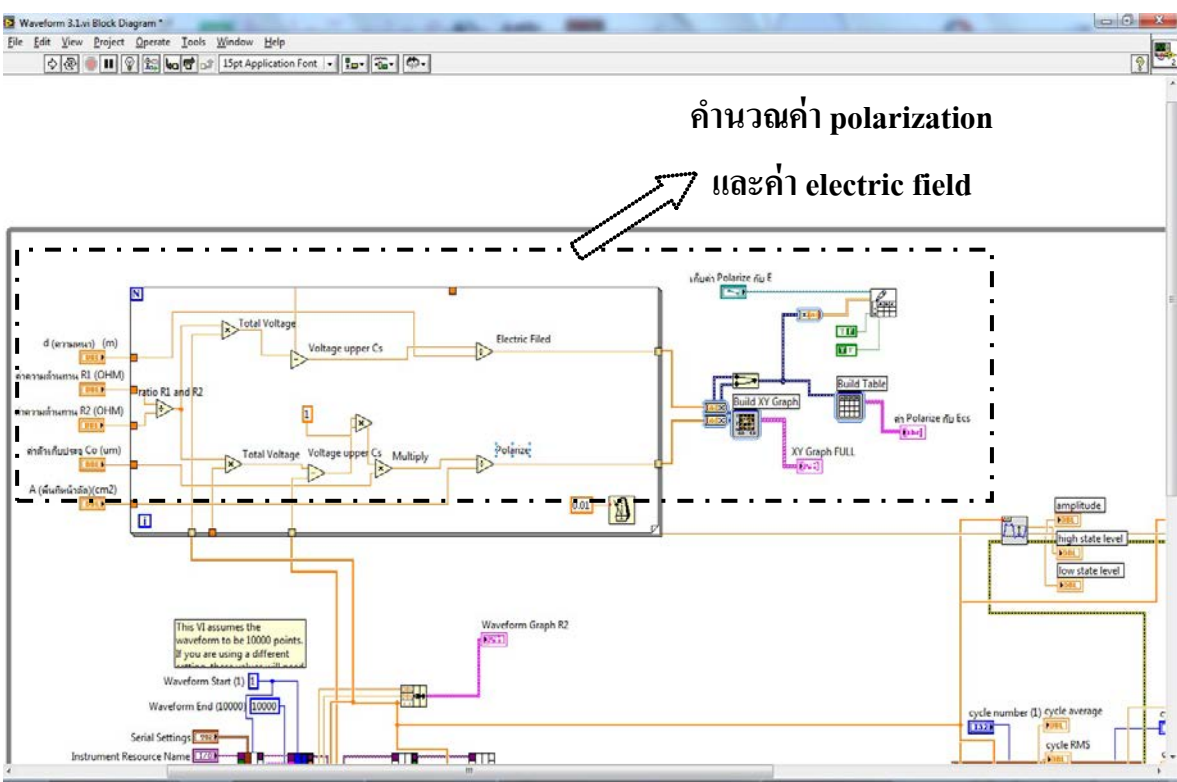 Waveform 3.1.vi Block Diagram *
File Edit View Project Operate Tools Window Help
15pt Application Font
2
คำนวณค่า polarization
และค่า electric field
เก็บค่า Polarize กับ E
N
Total Voltage
Voltage upper Cs
Electric Filed
d (ความหนา) (m)
ค่าความต้านทาน R1 (OHM)
ratio R1 and R2
ค่าความต้านทาน R2 (OHM)
1
Build XY Graph
Build Table
ค่า Polarize กับ Ecs
ค่าตัวเก็บประจุ Co (um)
Total Voltage
Voltage upper Cs
Multiply
Polarize
XY Graph FULL
A (พื้นที่หน้าตัด)(cm2)
0.01
i
amplitude
high state level
low state level
This VI assumes the
waveform to be 10000 points.
If you are using a different
Waveform Graph R2
Waveform Start (1) 1
Waveform End (10000) 10000
Serial Settings
Instrument Resource Name
cycle number (1)
cycle average
cycle RMS